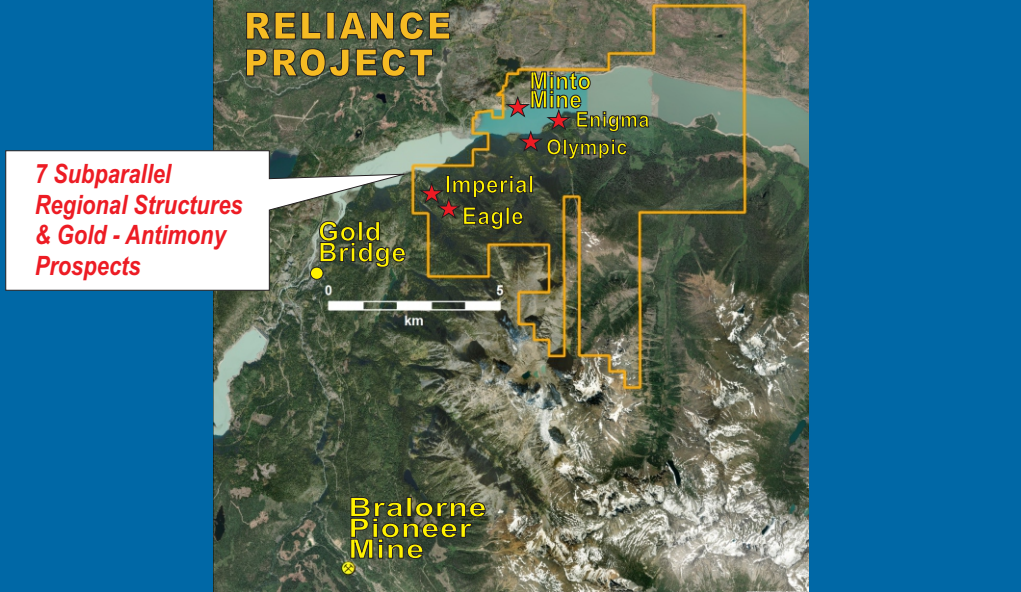 RELIANCE
PROJECT
Minto
Mine
Enigma
Olympic
7 Subparallel
Regional Structures
& Gold - Antimony
Prospects
Imperial
Eagle
Gold
Bridge
0 5
km
Bralorne
Pioneer
Mine